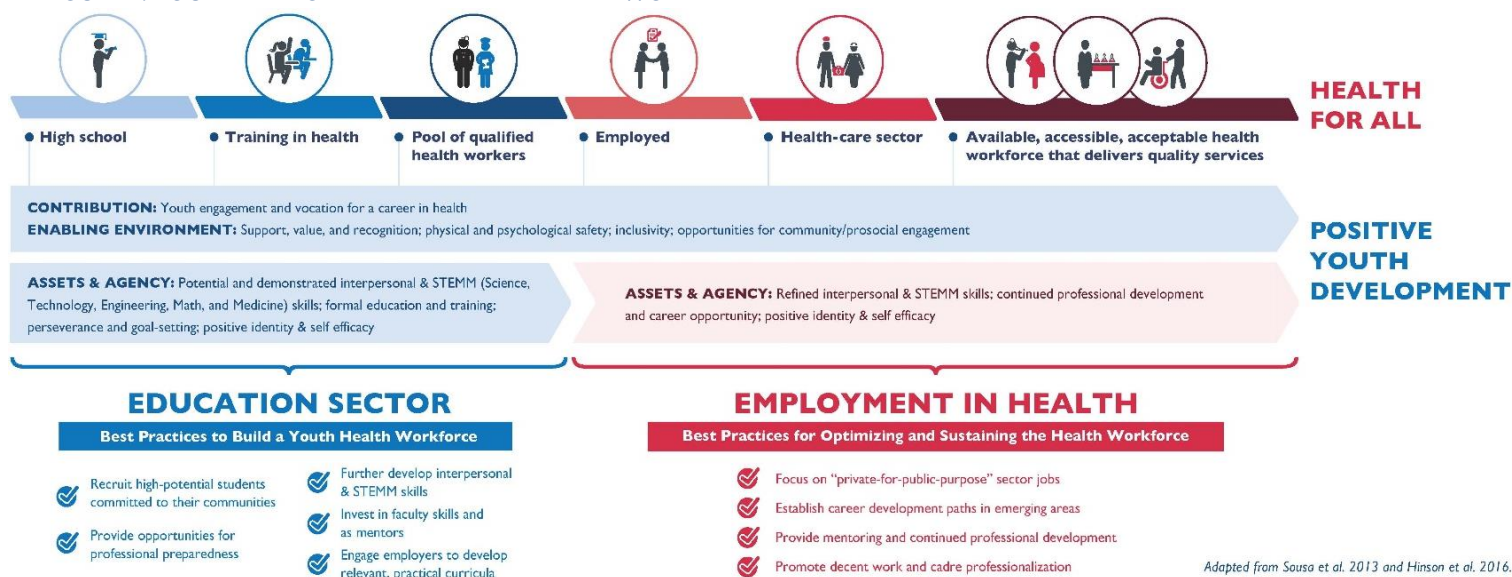 High school
Training in health
Pool of qualified
health workers
Employed
Health-care sector
Available, accessible, acceptable health
workforce that delivers quality services
HEALTH
FOR ALL
CONTRIBUTION: Youth engagement and vocation for a career in health
ENABLING ENVIRONMENT: Support, value, and recognition; physical and psychological safety; inclusivity; opportunities for community/prosocial engagement
POSITIVE
YOUTH
DEVELOPMENT
ASSETS & AGENCY: Potential and demonstrated interpersonal & STEMM (Science,
Technology, Engineering, Math, and Medicine) skills; formal education and training;
perseverance and goal-setting; positive identity & self efficacy
ASSETS & AGENCY: Refined interpersonal & STEMM skills; continued professional development
and career opportunity; positive identity & self efficacy
EDUCATION SECTOR
Best Practices to Build a Youth Health Workforce
Recruit high-potential students
committed to their communities
Provide opportunities for
professional preparedness
Further develop interpersonal
& STEMM skills
Invest in faculty skills and
as mentors
Engage employers to develop
relevant, practical curricula
EMPLOYMENT IN HEALTH
Best Practices for Optimizing and Sustaining the Health Workforce
Focus on “private-for-public-purpose” sector jobs
Establish career development paths in emerging areas
Provide mentoring and continued professional development
Promote decent work and cadre professionalization
Adapted from Sousa et al. 2013 and Hinson et al. 2016.